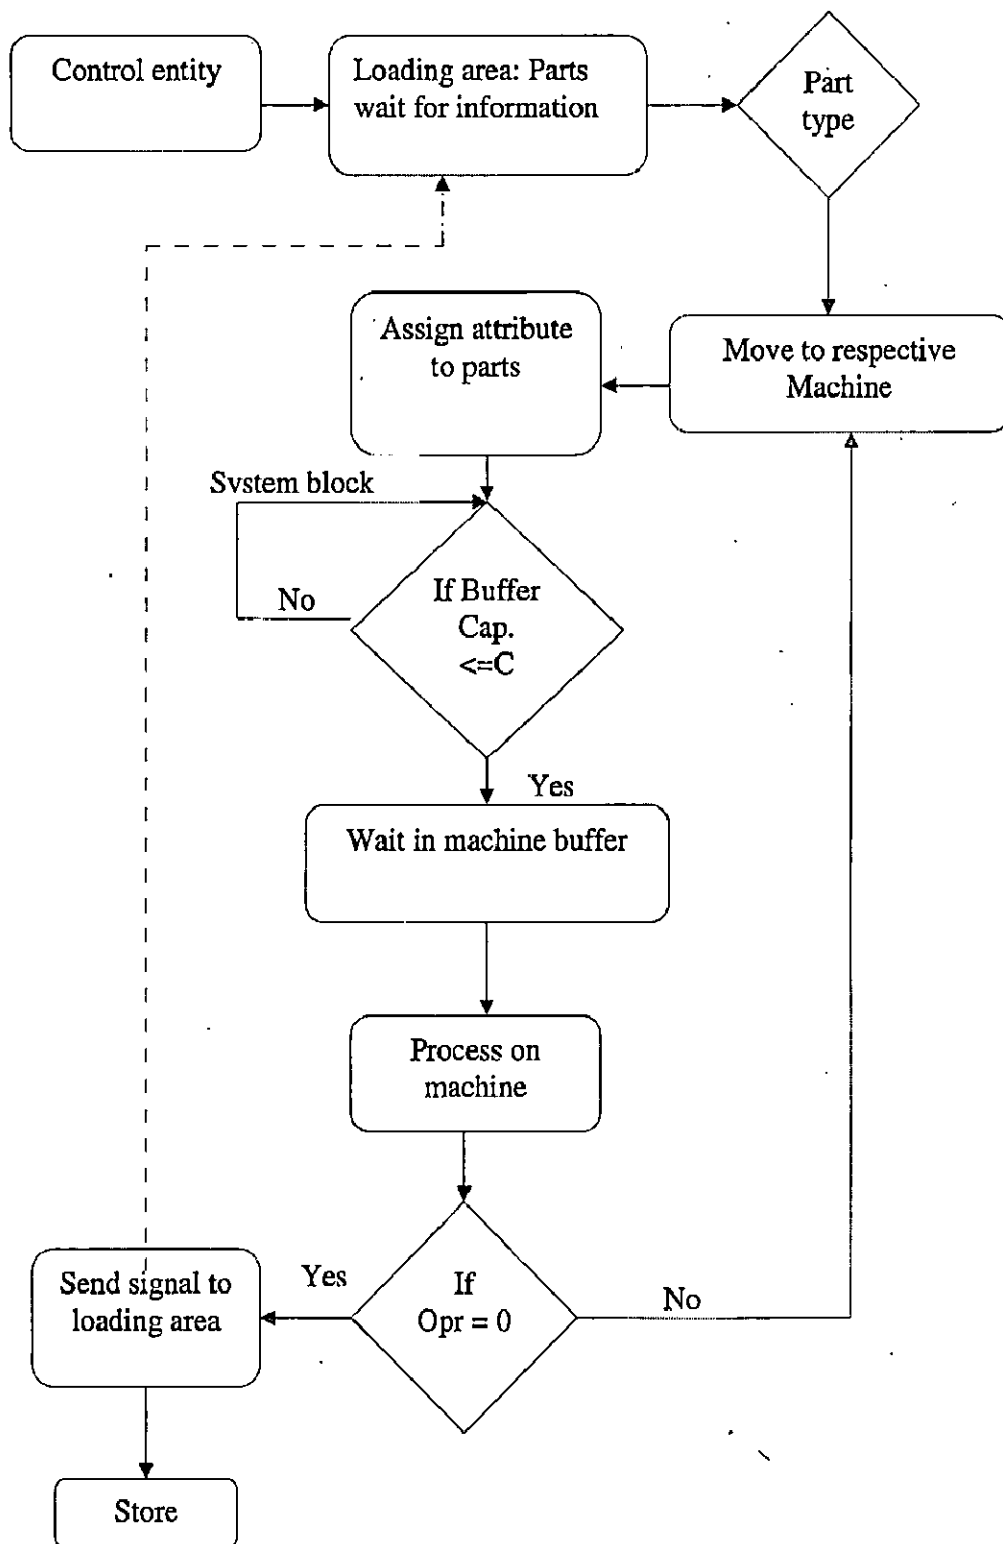 Control entity
Loading area: Parts
wait for information
Part
type
Assign attribute
to parts
Move to respective
Machine
System block
If Buffer
Cap.
<=C
No
Yes
Wait in machine buffer
Process on
machine
If
Opr = 0
Yes
No
Send signal to
loading area
Store